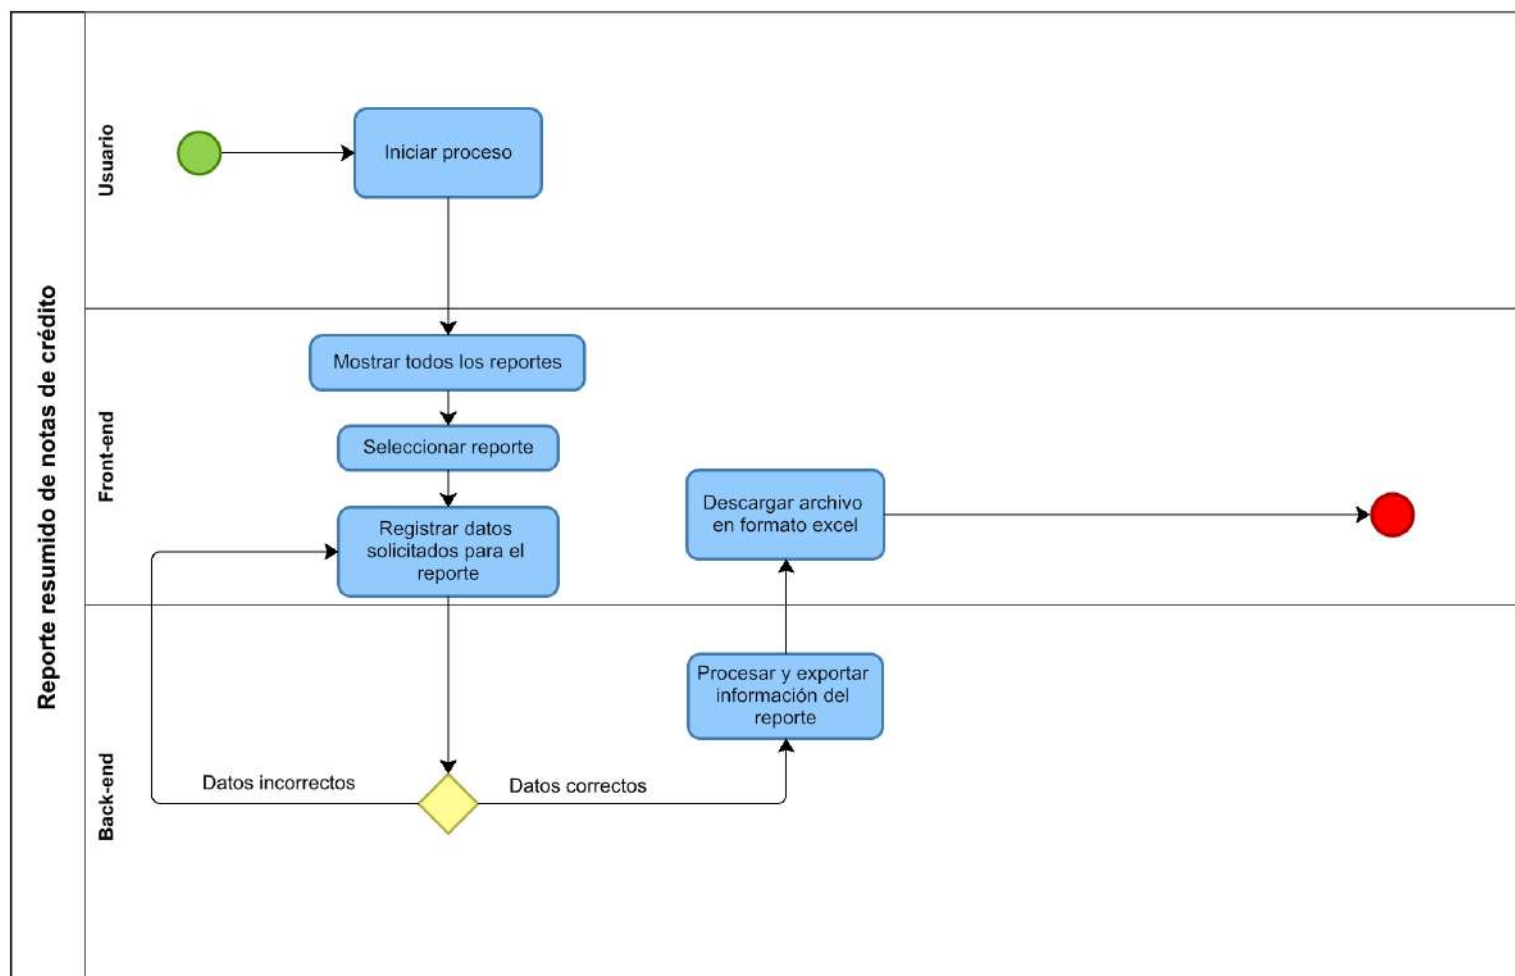 Reporte resumido de notas de crédito
Usuario
Iniciar proceso
Front-end
Mostrar todos los reportes
Seleccionar reporte
Registrar datos
solicitados para el
reporte
Descargar archivo
en formato excel
Back-end
Procesar y exportar
información del
reporte
Datos incorrectos
Datos correctos